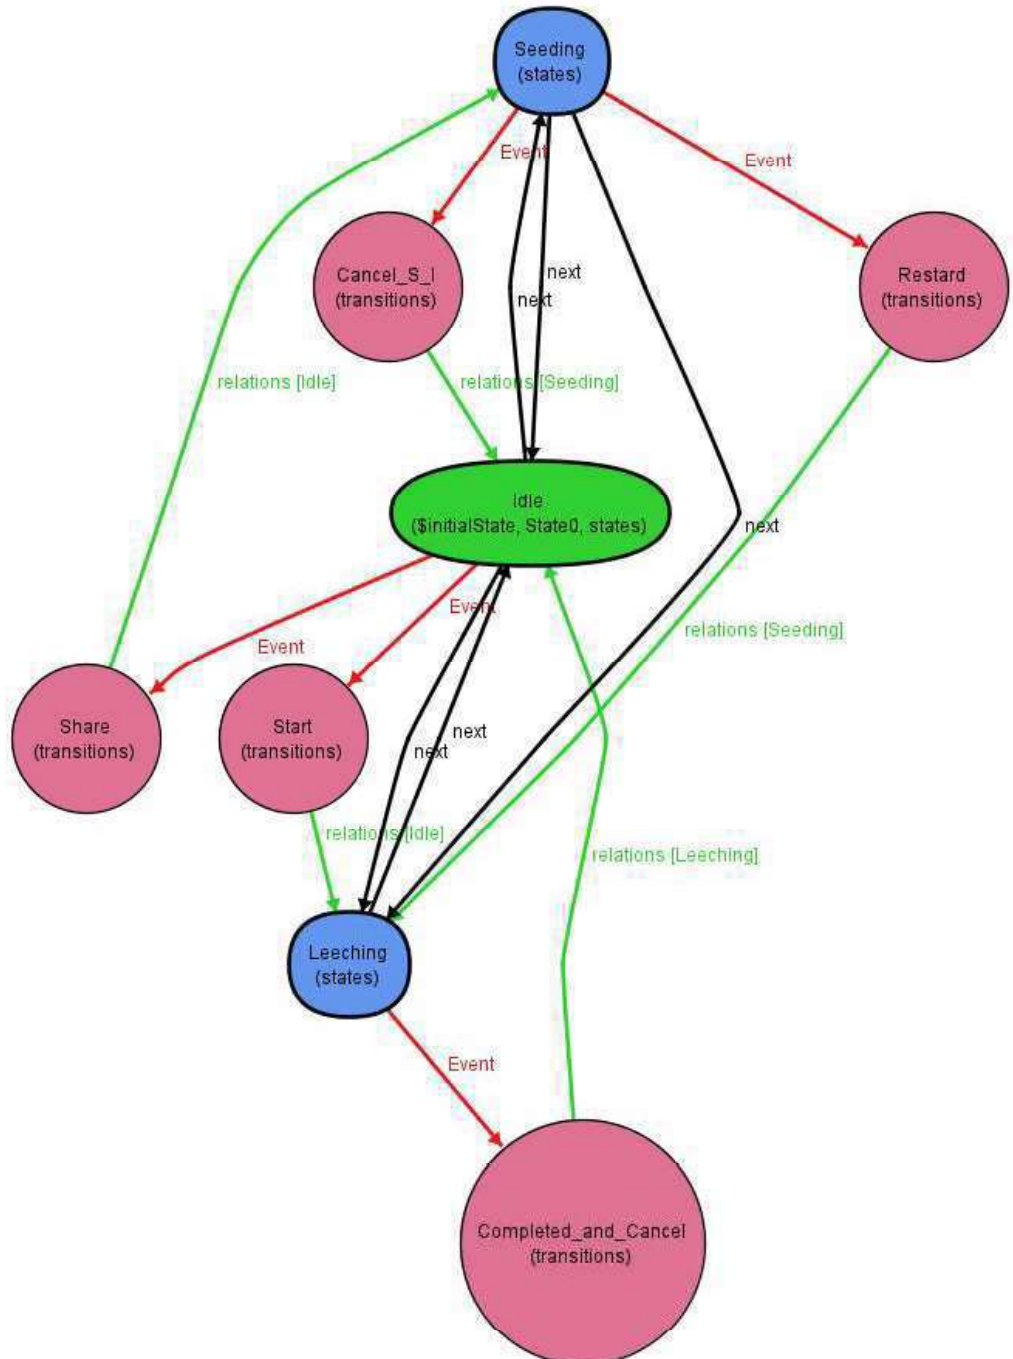 Seeding
(states)
Event
Event
Cancel_S_I
(transitions)
next
next
Restard
(transitions)
relations [Idle]
relations [Seeding]
Idle
($initialState, State0, states)
next
Event
Event
relations [Seeding]
Share
(transitions)
Start
(transitions)
next
next
relations [Idle]
relations [Leeching]
Leeching
(states)
Event
Completed_and_Cancel
(transitions)